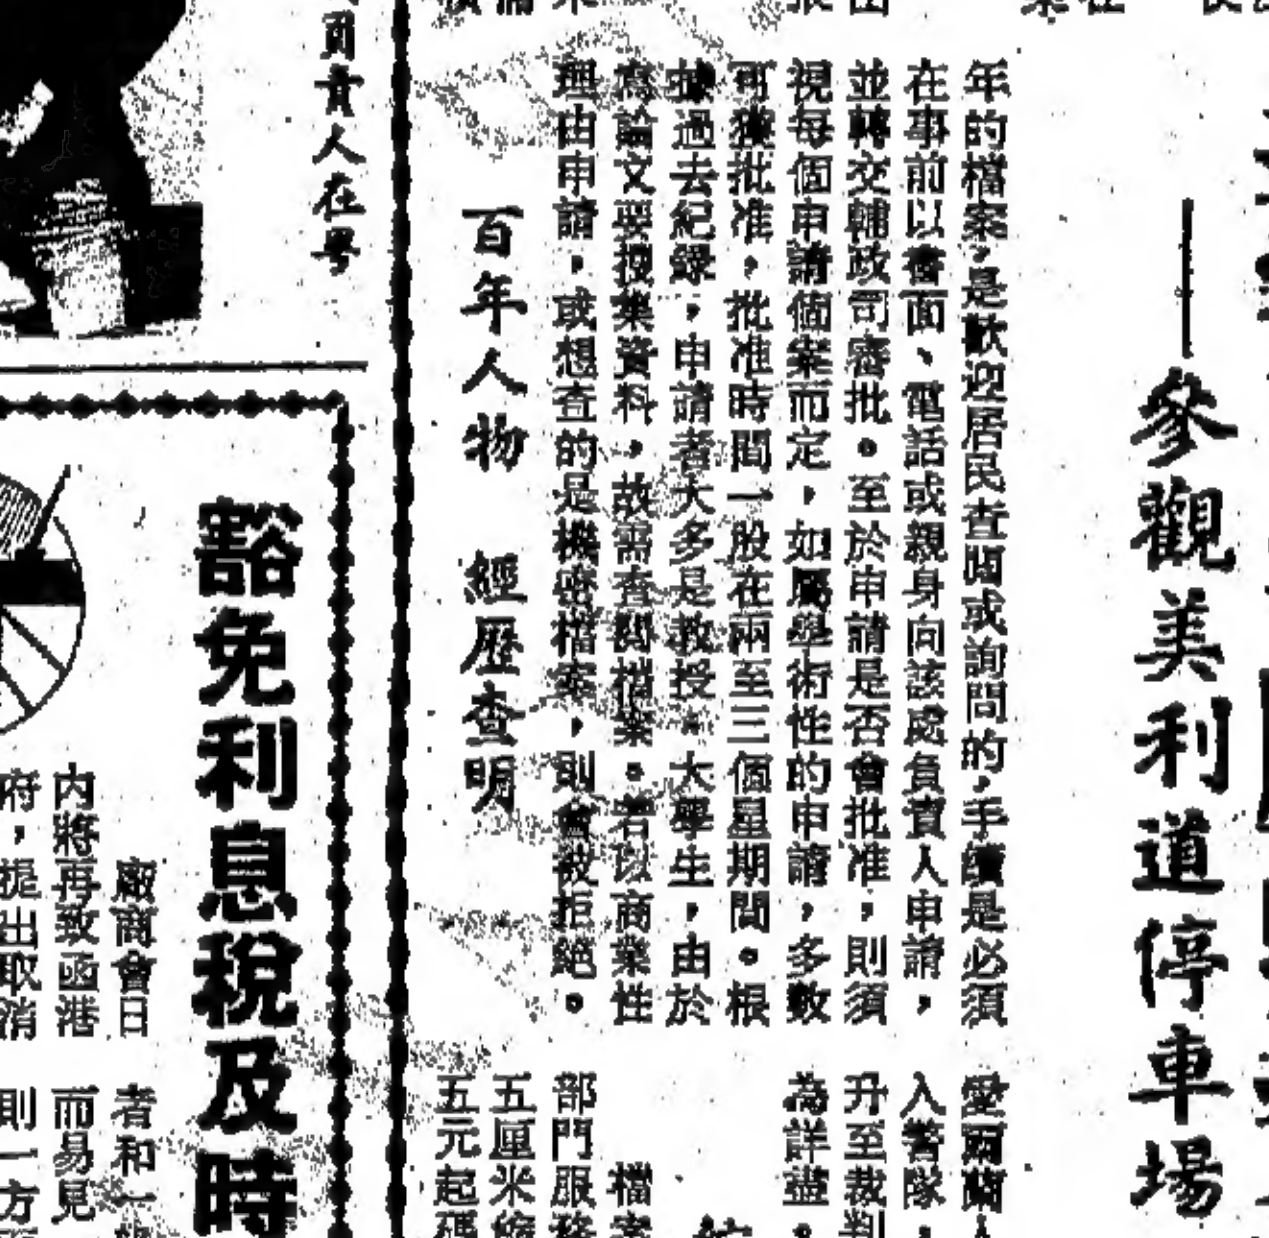 參觀美利道停車場
年的檔案，是歡迎居民查閱或詢問的，手續是必須
在事前以書面、電話或親身向該處負責人申請，
並轉交輔政司審批。至於申請是否會批准，則須
視每個申請個案而定，如屬學術性的申請，多數
可獲批准，批准時間一般在兩至三個星期間。根
據過去紀錄，申請者大多是教授、大學生，由於
寫論文要搜集資料，故需查閱檔案。若以商業性
理由申請，或想查的是機密檔案，則會被拒絕。
百年人物　經歷查明
愛爾蘭人
入警隊，
升至裁判
為詳盡，
檔案
部門服務
五厘米
五元起碼
貴人在
豁免利息稅及時
廠商會日
內將再致函港
府，提出取消
者和一
而易見
則一方